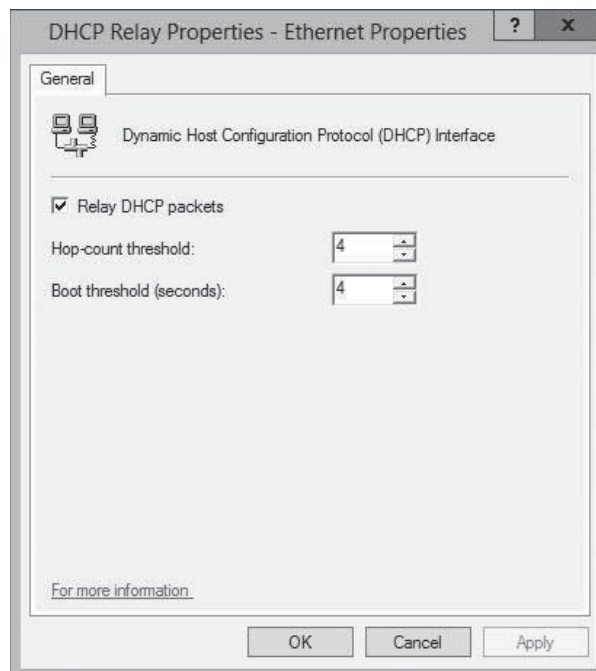 DHCP Relay Properties - Ethernet Properties ? x
General
Dynamic Host Configuration Protocol (DHCP) Interface
Relay DHCP packets
Hop-count threshold: 4
Boot threshold (seconds): 4
For more information
OK Cancel Apply